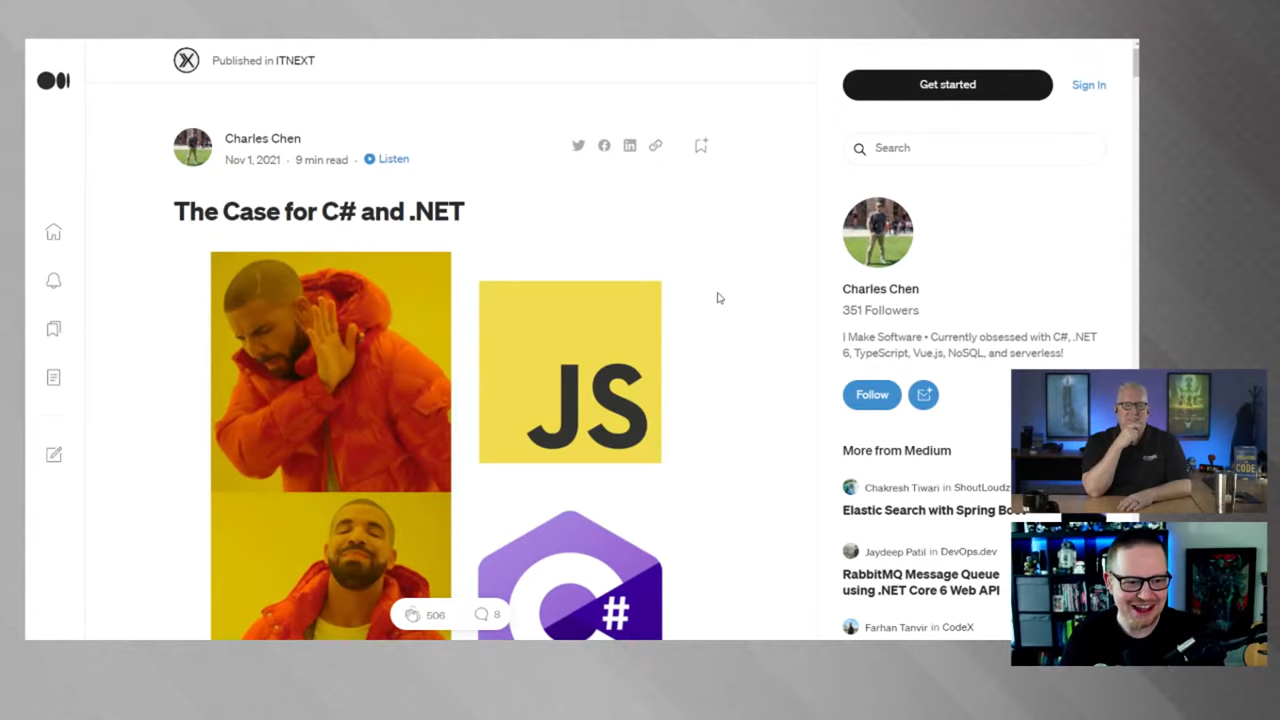 Published in ITNEXT
Charles Chen
Nov 1, 2021 · 9 min read · Listen
The Case for C# and .NET
JS
C#
506
8
Get started
Sign In
Search
Charles Chen
351 Followers
I Make Software • Currently obsessed with C#, .NET
6, TypeScript, Vue.js, NoSQL, and serverless!
Follow
More from Medium
Chakresh Tiwari in ShoutLoudz
Elastic Search with Spring
Jaydeep Patil in DevOps.dev
RabbitMQ Message Queue
using .NET Core 6 Web API
Farhan Tanvir in CodeX
CODE